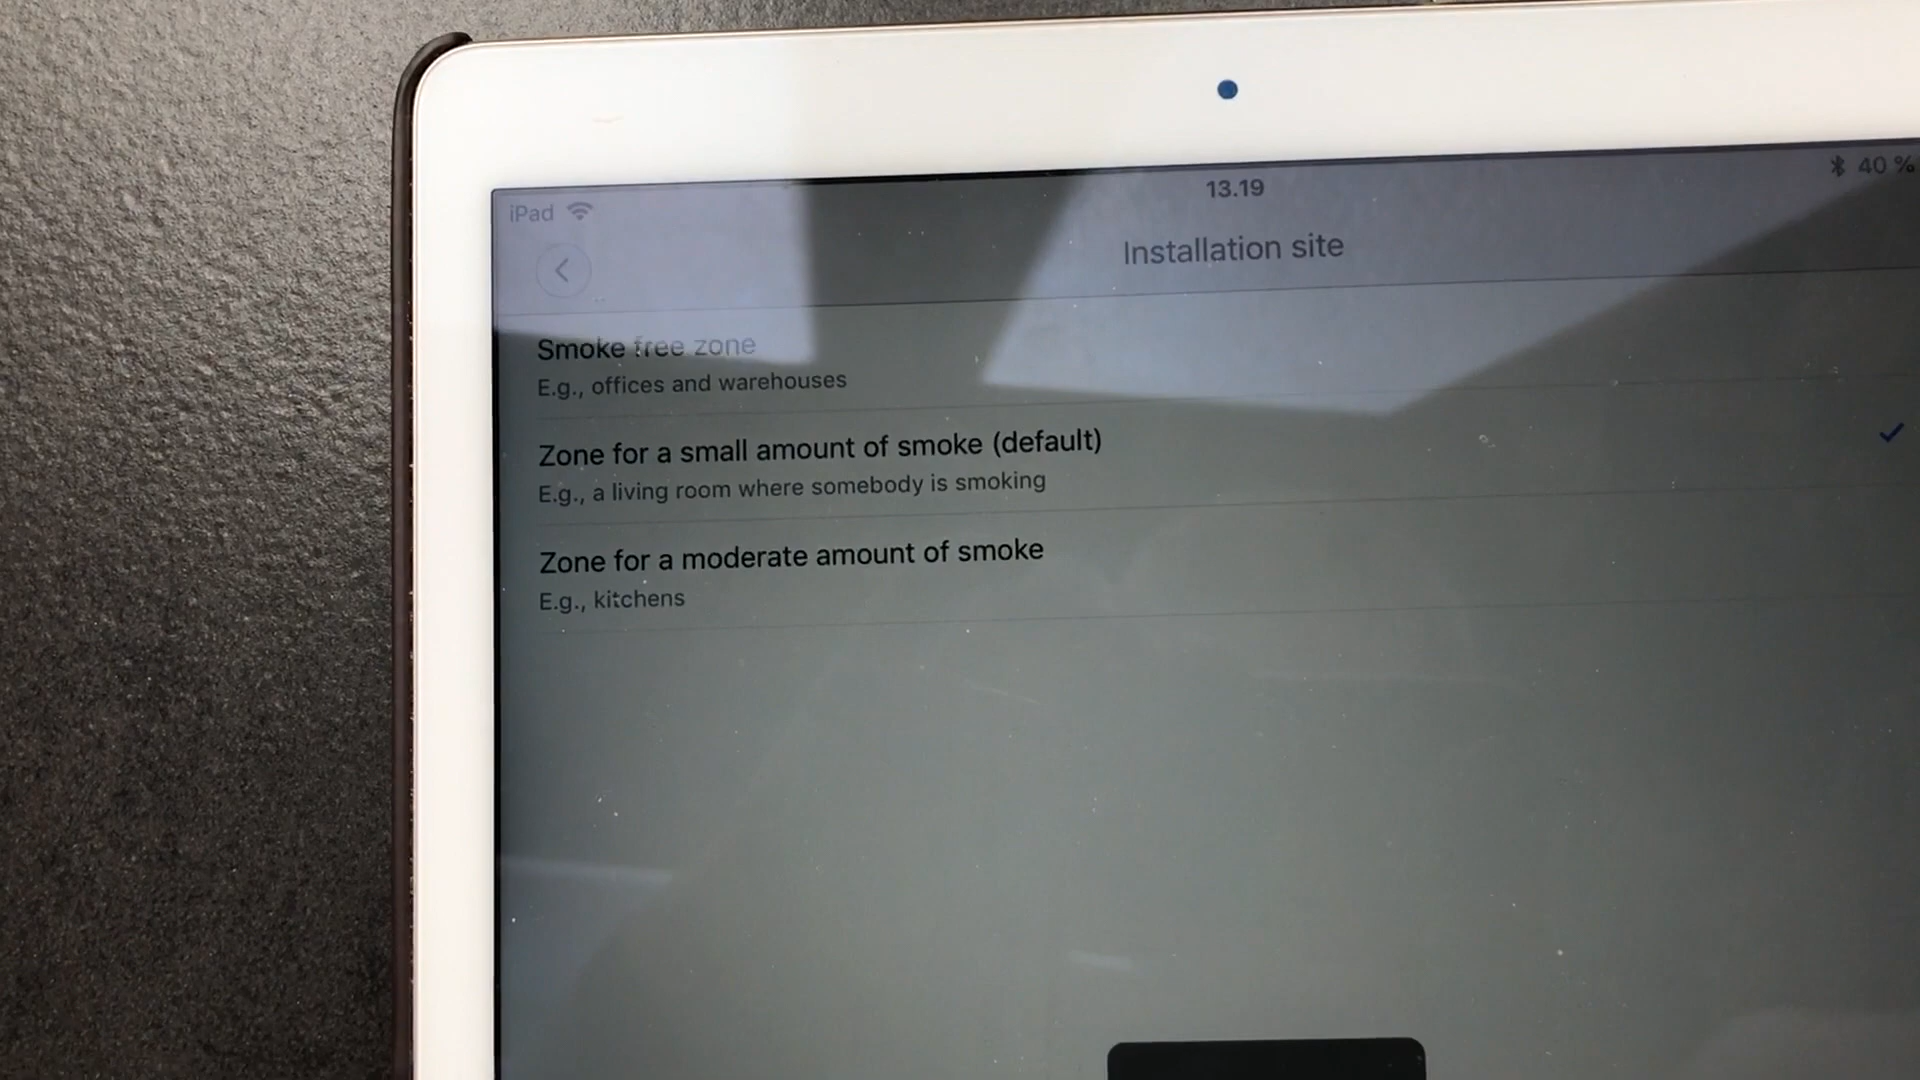 iPad
13.19
40 %
Installation site
Smoke free zone
E.g., offices and warehouses
Zone for a small amount of smoke (default)
E.g., a living room where somebody is smoking
Zone for a moderate amount of smoke
E.g., kitchens